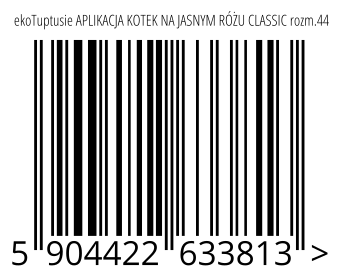 ekoTuptusie APLIKACJA KOTEK NA JASNYM RÓŻU CLASSIC rozm.44
5 904422 633813 >